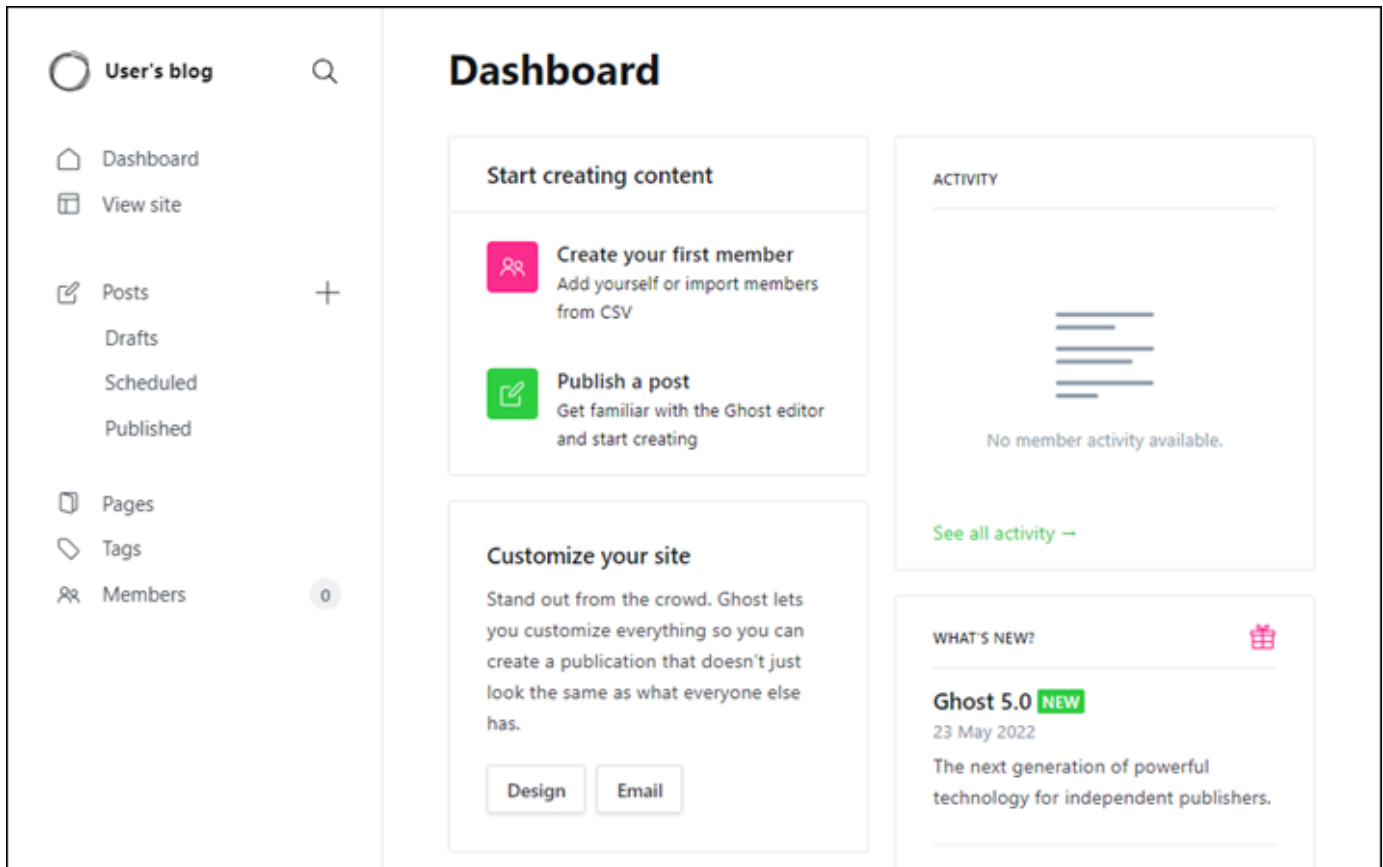 User's blog
Dashboard
View site
Posts
Drafts
Scheduled
Published
Pages
Tags
Members 0
Dashboard
Start creating content
Create your first member
Add yourself or import members
from CSV
Publish a post
Get familiar with the Ghost editor
and start creating
Customize your site
Stand out from the crowd. Ghost lets
you customize everything so you can
create a publication that doesn't just
look the same as what everyone else
has.
Design Email
ACTIVITY
No member activity available.
See all activity →
WHAT'S NEW?
Ghost 5.0 NEW
23 May 2022
The next generation of powerful
technology for independent publishers.